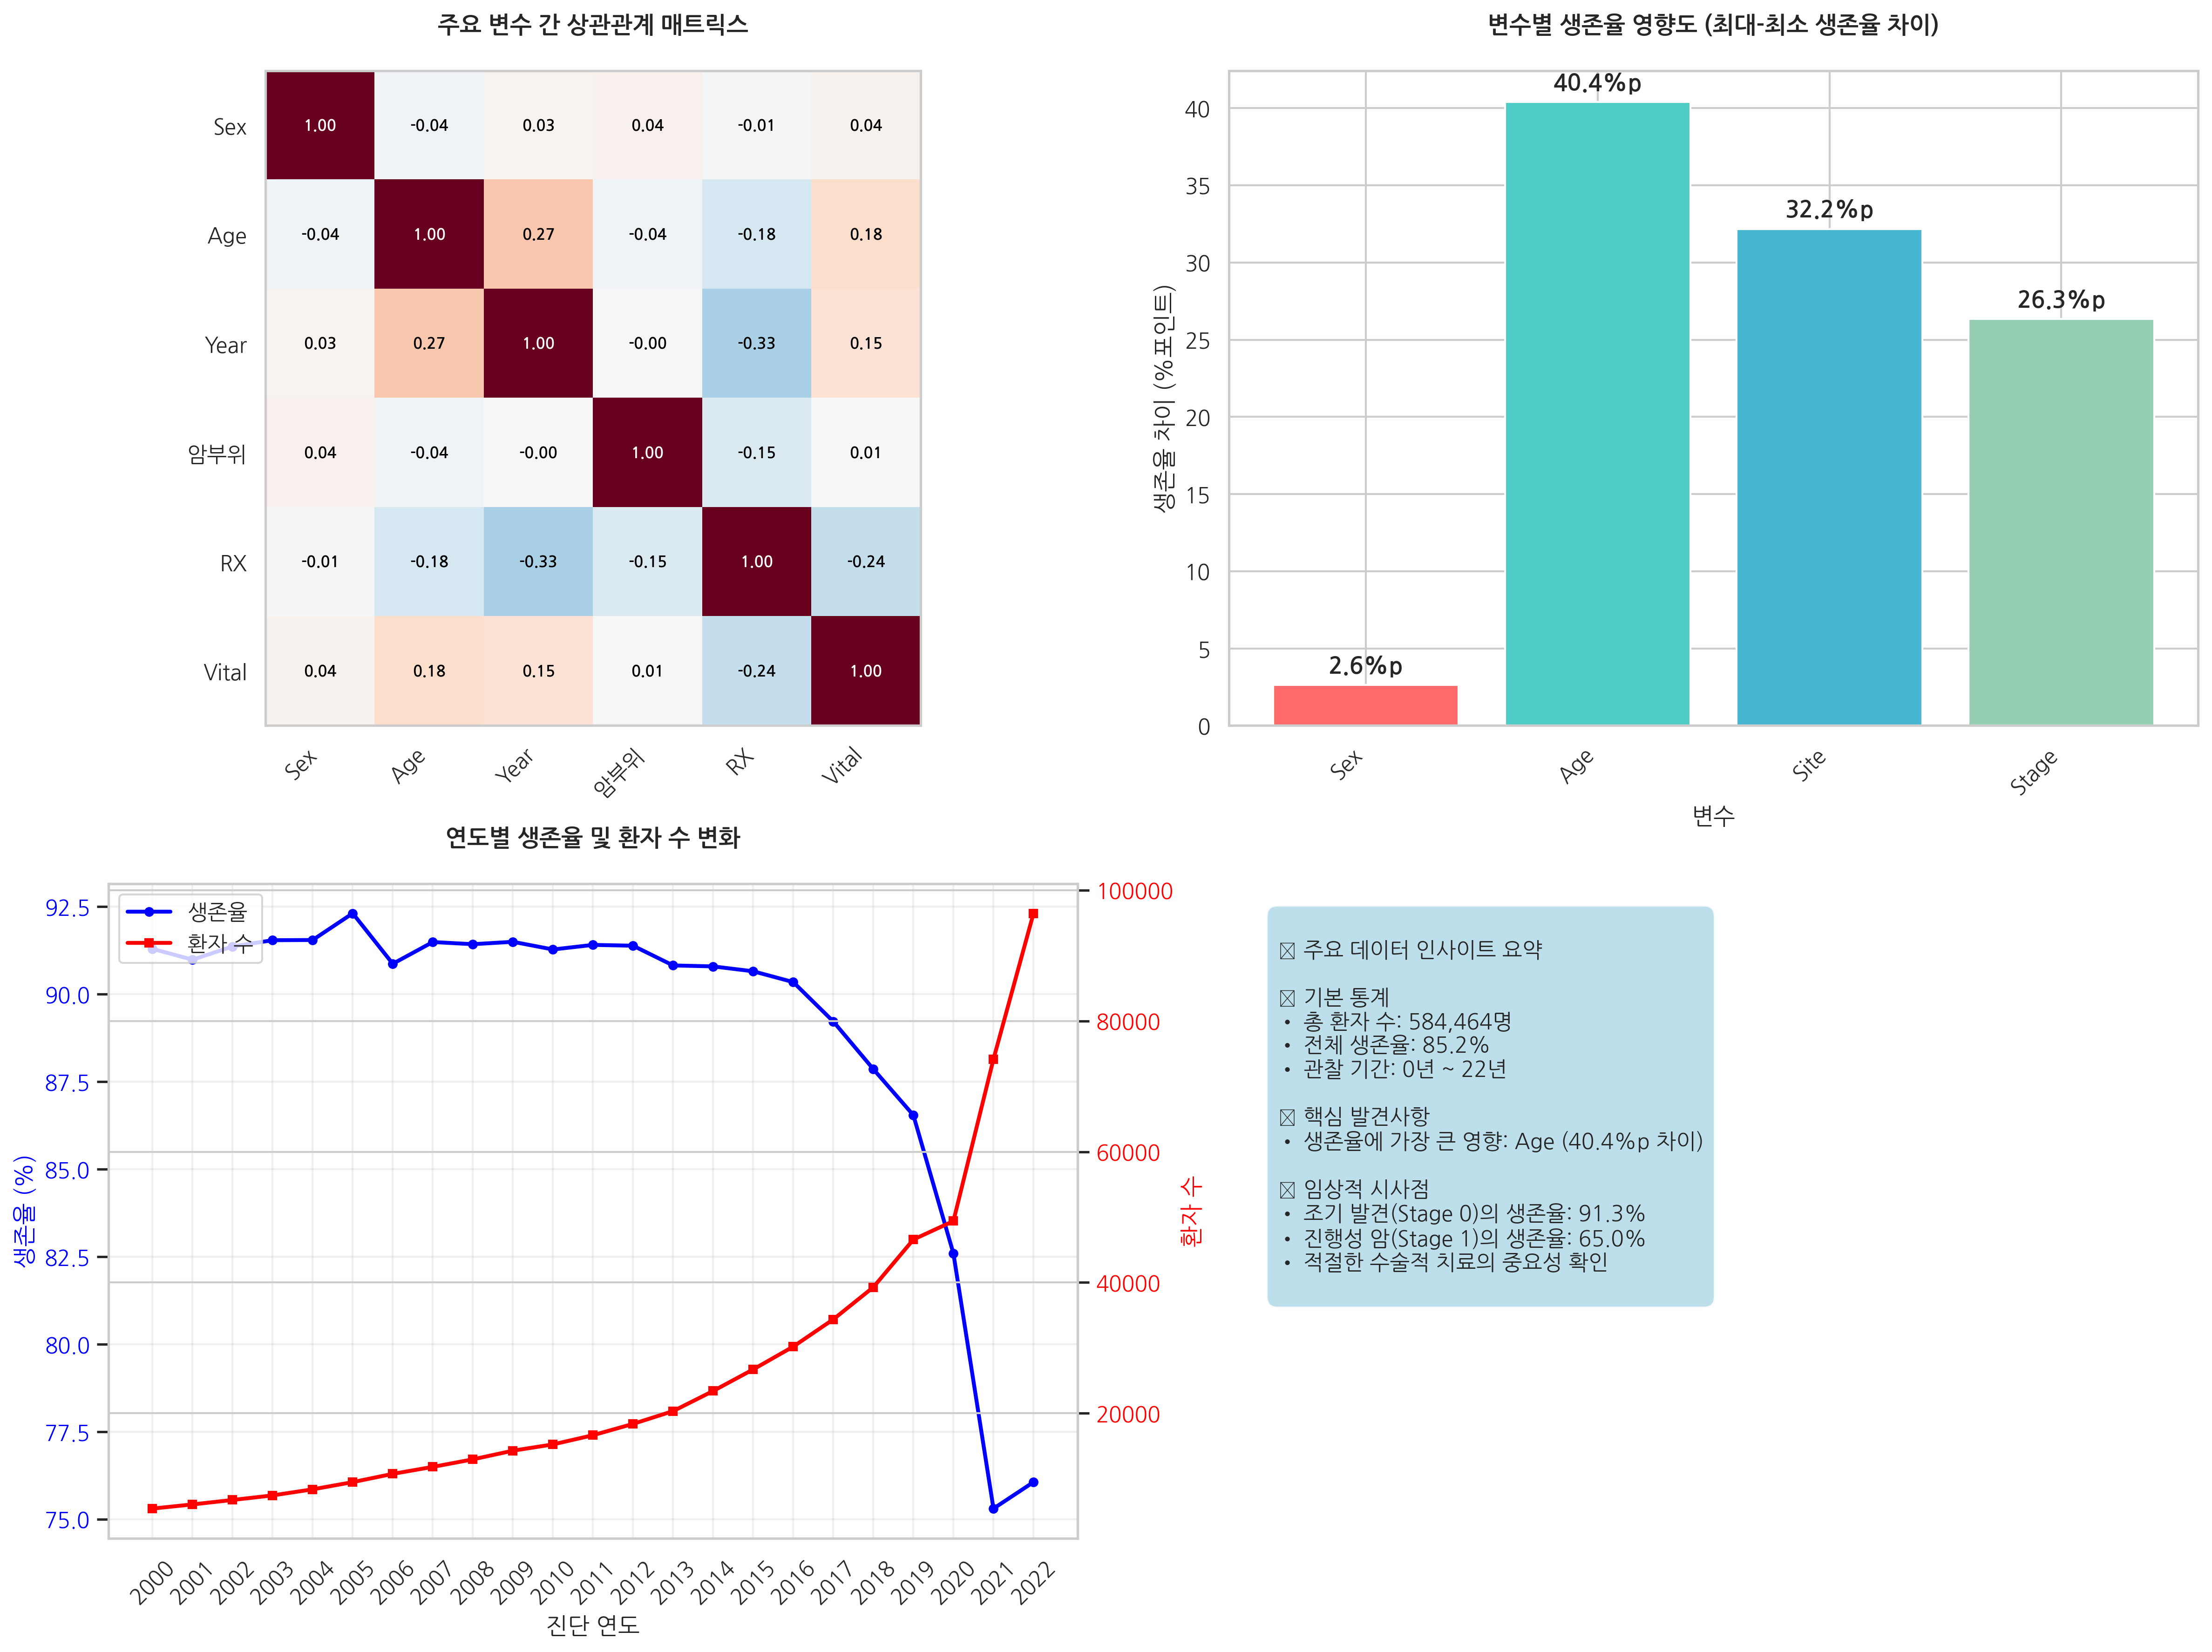 주요 변수 간 상관관계 매트릭스
Sex 1.00 -0.04 0.03 0.04 -0.01 0.04
Age -0.04 1.00 0.27 -0.04 -0.18 0.18
Year 0.03 0.27 1.00 -0.00 -0.33 0.15
암부위 0.04 -0.04 -0.00 1.00 -0.15 0.01
RX -0.01 -0.18 -0.33 -0.15 1.00 -0.24
Vital 0.04 0.18 0.15 0.01 -0.24 1.00
Sex Age Year 암부위 RX Vital
변수별 생존율 영향도 (최대-최소 생존율 차이)
생존율 차이 (%포인트)
40
35
30
25
20
15
10
5
0
2.6%p
40.4%p
32.2%p
26.3%p
Sex Age Site Stage
변수
연도별 생존율 및 환자 수 변화
생존율
환자 수
생존율 (%)
92.5
90.0
87.5
85.0
82.5
80.0
77.5
75.0
100000
80000
60000
40000
20000
환자 수
2000 2001 2002 2003 2004 2005 2006 2007 2008 2009 2010 2011 2012 2013 2014 2015 2016 2017 2018 2019 2020 2021 2022
진단 연도
주요 데이터 인사이트 요약
기본 통계
• 총 환자 수: 584,464명
• 전체 생존율: 85.2%
• 관찰 기간: 0년 ~ 22년
핵심 발견사항
• 생존율에 가장 큰 영향: Age (40.4%p 차이)
임상적 시사점
• 조기 발견(Stage 0)의 생존율: 91.3%
• 진행성 암(Stage 1)의 생존율: 65.0%
• 적절한 수술적 치료의 중요성 확인